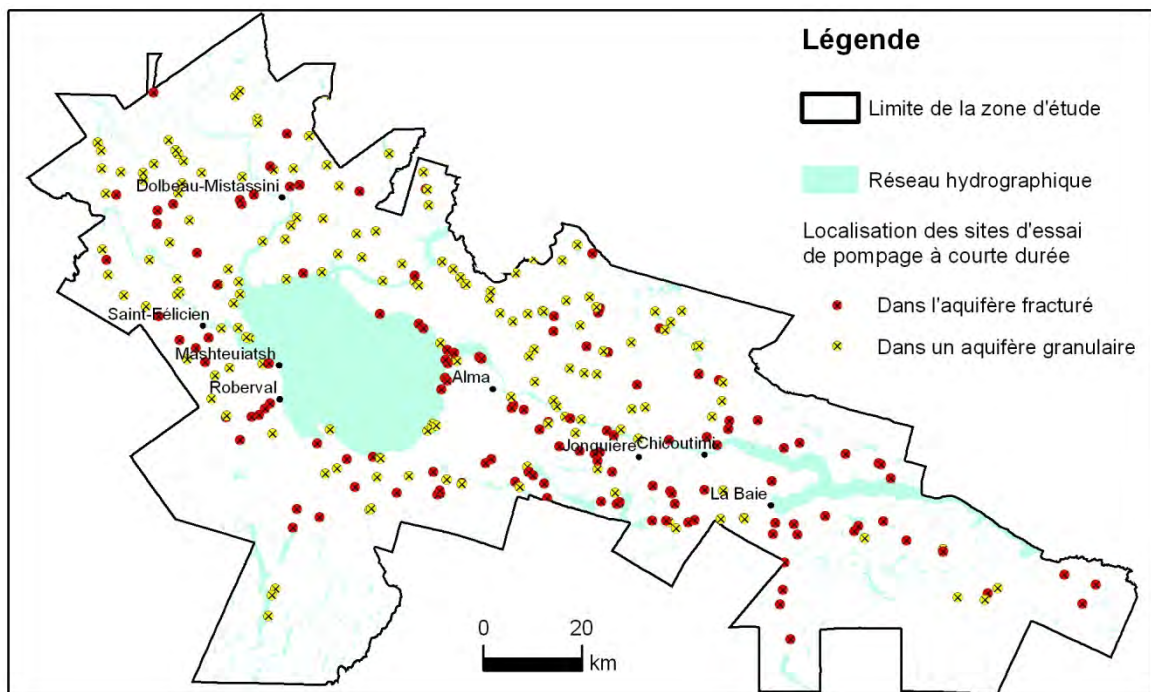 Légende
Limite de la zone d'étude
Réseau hydrographique
Localisation des sites d'essai
de pompage à courte durée
Dans l'aquifère fracturé
Dans un aquifère granulaire
Dolbeau-Mistassini
Saint-Félicien
Mashteuiatsh
Roberval
Alma
Jonquière
Chicoutimi
La Baie
0 20
km